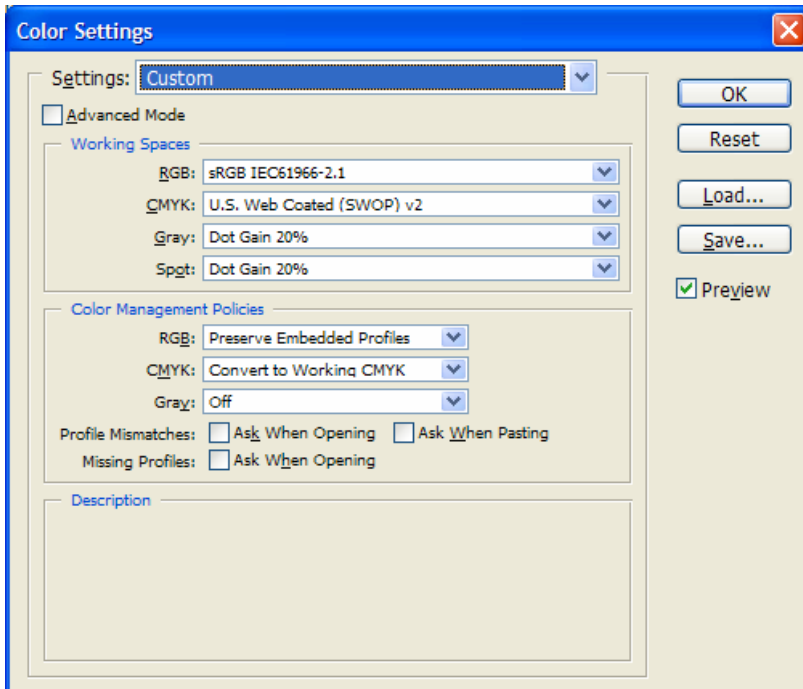 Color Settings
Settings: Custom
OK
Advanced Mode
Reset
Working Spaces
RGB: sRGB IEC61966-2.1
Load...
CMYK: U.S. Web Coated (SWOP) v2
Gray: Dot Gain 20%
Save...
Spot: Dot Gain 20%
Preview
Color Management Policies
RGB: Preserve Embedded Profiles
CMYK: Convert to Working CMYK
Gray: Off
Profile Mismatches: Ask When Opening Ask When Pasting
Missing Profiles: Ask When Opening
Description